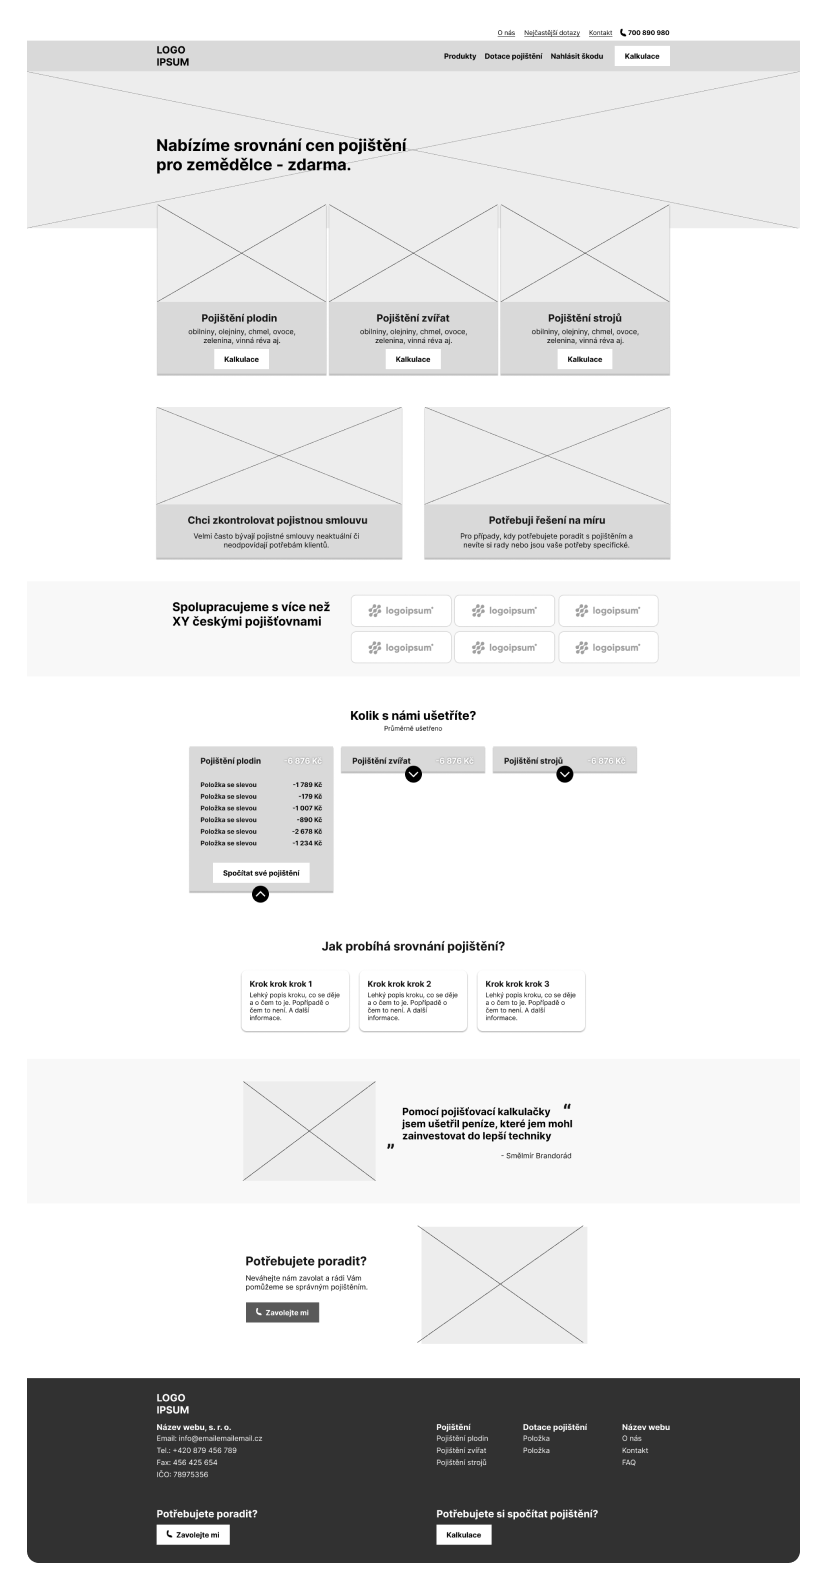 O nás Nejčastější dotazy Kontakt 700 890 980
LOGO
IPSUM
Produkty Dotace pojištění Nahlásit škodu Kalkulace
Nabízíme srovnání cen pojištění
pro zemědělce - zdarma.
Pojištění plodin
obilniny, olejniny, chmel, ovoce,
zelenina, vinná réva aj.
Kalkulace
Pojištění zvířat
obilniny, olejniny, chmel, ovoce,
zelenina, vinná réva aj.
Kalkulace
Pojištění strojů
obilniny, olejniny, chmel, ovoce,
zelenina, vinná réva aj.
Kalkulace
Chci zkontrolovat pojistnou smlouvu
Velmi často bývají pojistné smlouvy neaktuální či
neodpovídají potřebám klientů.
Potřebuji řešení na míru
Pro případy, kdy potřebujete poradit s pojištěním a
nevíte si rady nebo jsou vaše potřeby specifické.
Spolupracujeme s více než
XY českými pojišťovnami
logoipsum logoipsum logoipsum
logoipsum logoipsum logoipsum
Kolik s námi ušetříte?
Průměrně ušetřeno
Pojištění plodin -6 876 Kč
Položka se slevou -1 789 Kč
Položka se slevou -179 Kč
Položka se slevou -1 007 Kč
Položka se slevou -890 Kč
Položka se slevou -2 678 Kč
Položka se slevou -1 234 Kč
Spočítat své pojištění
Pojištění zvířat -6 876 Kč
Pojištění strojů -6 876 Kč
Jak probíhá srovnání pojištění?
Krok krok krok 1
Lehký popis kroku, co se děje
a o čem to je. Popřípadě o
čem to není. A další
informace.
Krok krok krok 2
Lehký popis kroku, co se děje
a o čem to je. Popřípadě o
čem to není. A další
informace.
Krok krok krok 3
Lehký popis kroku, co se děje
a o čem to je. Popřípadě o
čem to není. A další
informace.
Pomocí pojišťovací kalkulačky “
jsem ušetřil peníze, které jem mohl
zainvestovat do lepší techniky
”
- Smělmír Brandorád
Potřebujete poradit?
Neváhejte nám zavolat a rádi Vám
pomůžeme se správným pojištěním.
Zavolejte mi
LOGO
IPSUM
Název webu, s. r. o.
Email: info@emailemailemail.cz
Tel.: +420 879 456 789
Fax: 456 425 654
IČO: 78975356
Pojištění
Pojištění plodin
Pojištění zvířat
Pojištění strojů
Dotace pojištění
Položka
Položka
Název webu
O nás
Kontakt
FAQ
Potřebujete poradit?
Zavolejte mi
Potřebujete si spočítat pojištění?
Kalkulace